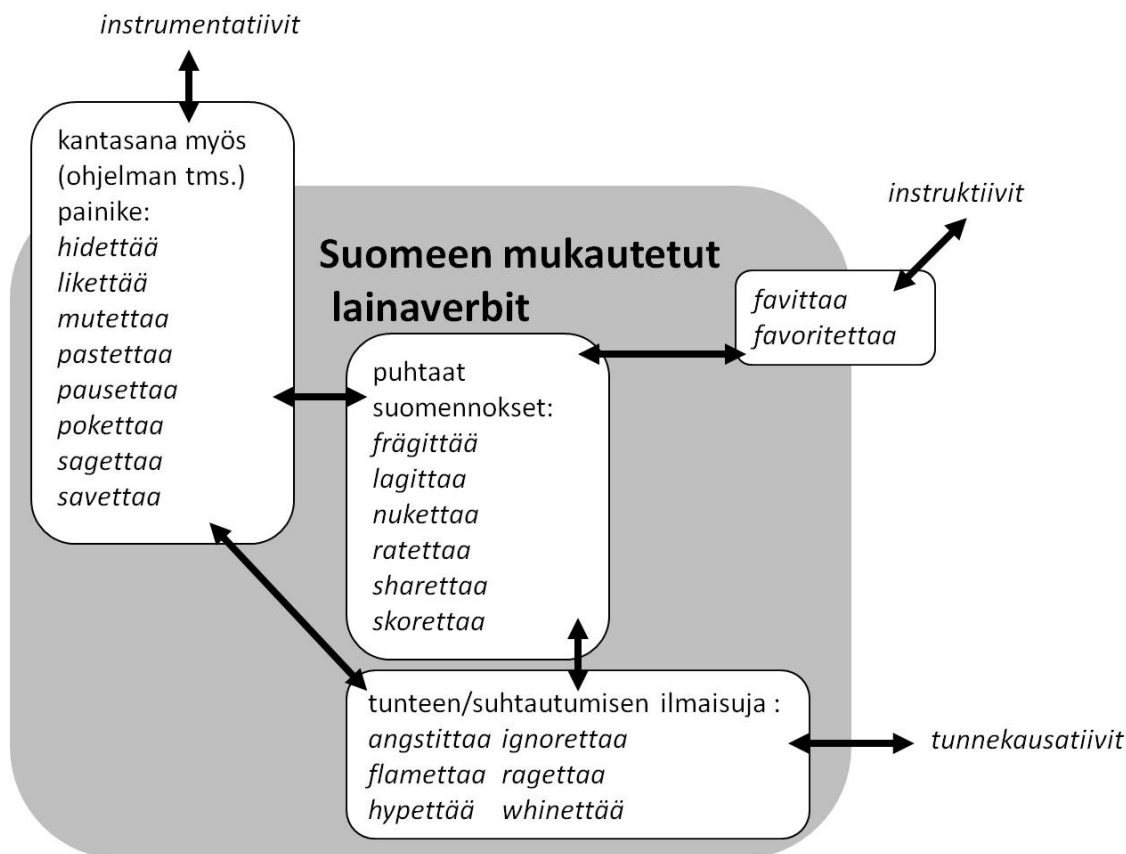 instrumentatiivit
kantasana myös
(ohjelman tms.)
painike:
hidettää
likettää
mutettaa
pastettaa
pausettaa
pokettaa
sagettaa
savettaa
Suomeen mukautetut
lainaverbit
instruktiivit
favittaa
favoritettaa
puhtaat
suomennokset:
frägittää
lagittaa
nukettaa
ratettaa
sharettaa
skorettaa
tunteen/suhtautumisen ilmaisuja :
angstittaa ignorettaa
flamettaa ragettaa
hypettää whinettää
tunnekausatiivit